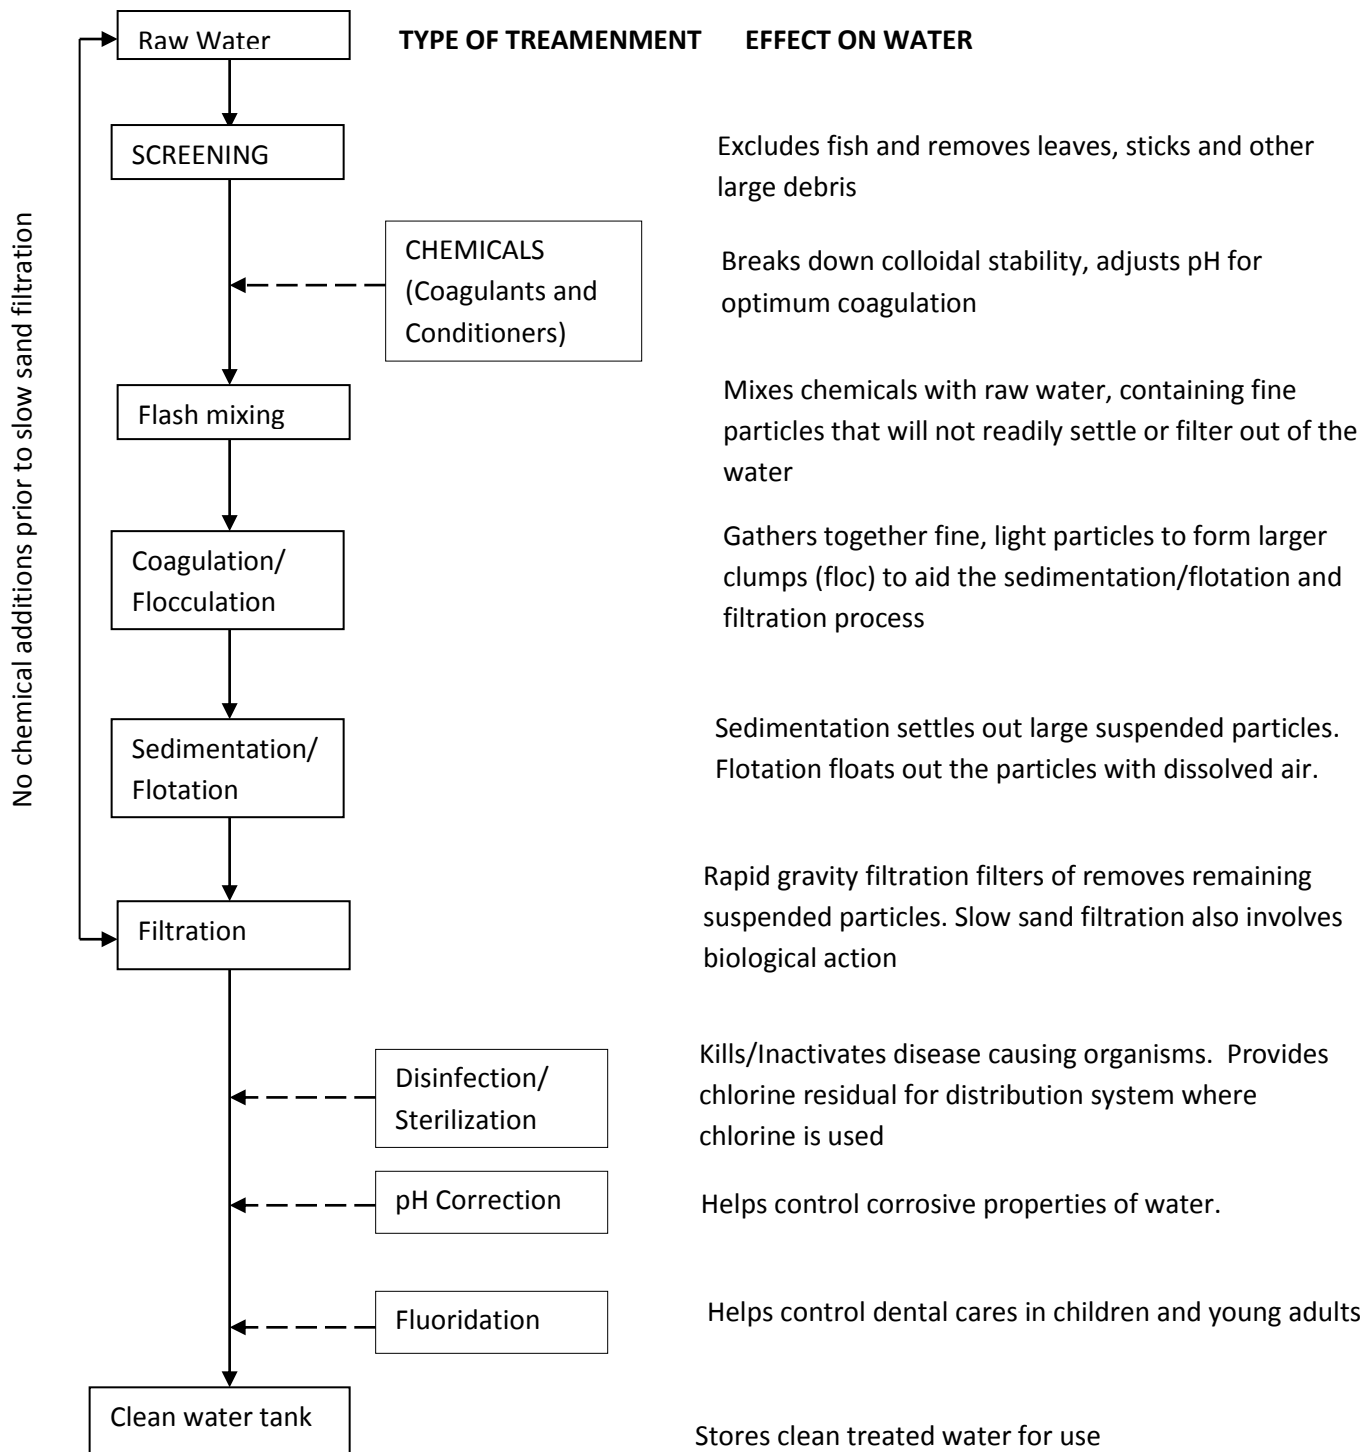 Raw Water
TYPE OF TREAMENMENT EFFECT ON WATER
SCREENING
Excludes fish and removes leaves, sticks and other
large debris
CHEMICALS
(Coagulants and
Conditioners)
Breaks down colloidal stability, adjusts pH for
optimum coagulation
Flash mixing
Mixes chemicals with raw water, containing fine
particles that will not readily settle or filter out of the
water
Coagulation/
Flocculation
Gathers together fine, light particles to form larger
clumps (floc) to aid the sedimentation/flotation and
filtration process
Sedimentation/
Flotation
Sedimentation settles out large suspended particles.
Flotation floats out the particles with dissolved air.
Filtration
Rapid gravity filtration filters of removes remaining
suspended particles. Slow sand filtration also involves
biological action
No chemical additions prior to slow sand filtration
Disinfection/
Sterilization
Kills/Inactivates disease causing organisms.  Provides
chlorine residual for distribution system where
chlorine is used
pH Correction
Helps control corrosive properties of water.
Fluoridation
Helps control dental cares in children and young adults
Clean water tank
Stores clean treated water for use